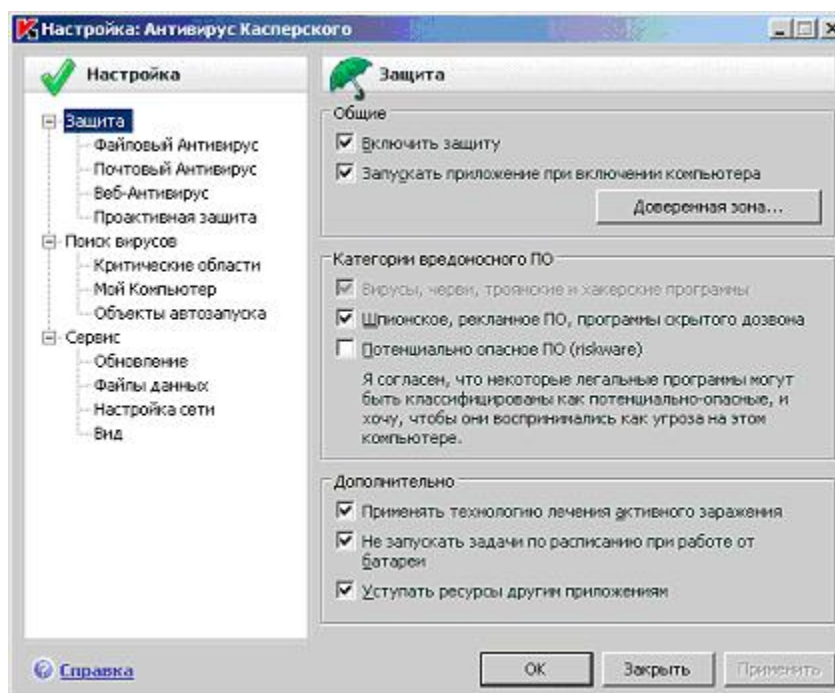 Настройка: Антивирус Касперского
Настройка
Защита
Файловый Антивирус
Почтовый Антивирус
Веб-Антивирус
Проактивная защита
Поиск вирусов
Критические области
Мой Компьютер
Объекты автозапуска
Сервис
Обновление
Файлы данных
Настройка сети
Вид
Защита
Общие
Включить защиту
Запускать приложение при включении компьютера
Доверенная зона...
Категории вредоносного ПО
Вирусы, черви, троянские и хакерские программы
Шпионское, рекламное ПО, программы скрытого дозвона
Потенциально опасное ПО (riskware)
Я согласен, что некоторые легальные программы могут
быть классифицированы как потенциально-опасные, и
хочу, чтобы они воспринимались как угроза на этом
компьютере.
Дополнительно
Применять технологию лечения активного заражения
Не запускать задачи по расписанию при работе от
батареи
Уступать ресурсы другим приложениям
Справка
ОК
Закрыть
Применить